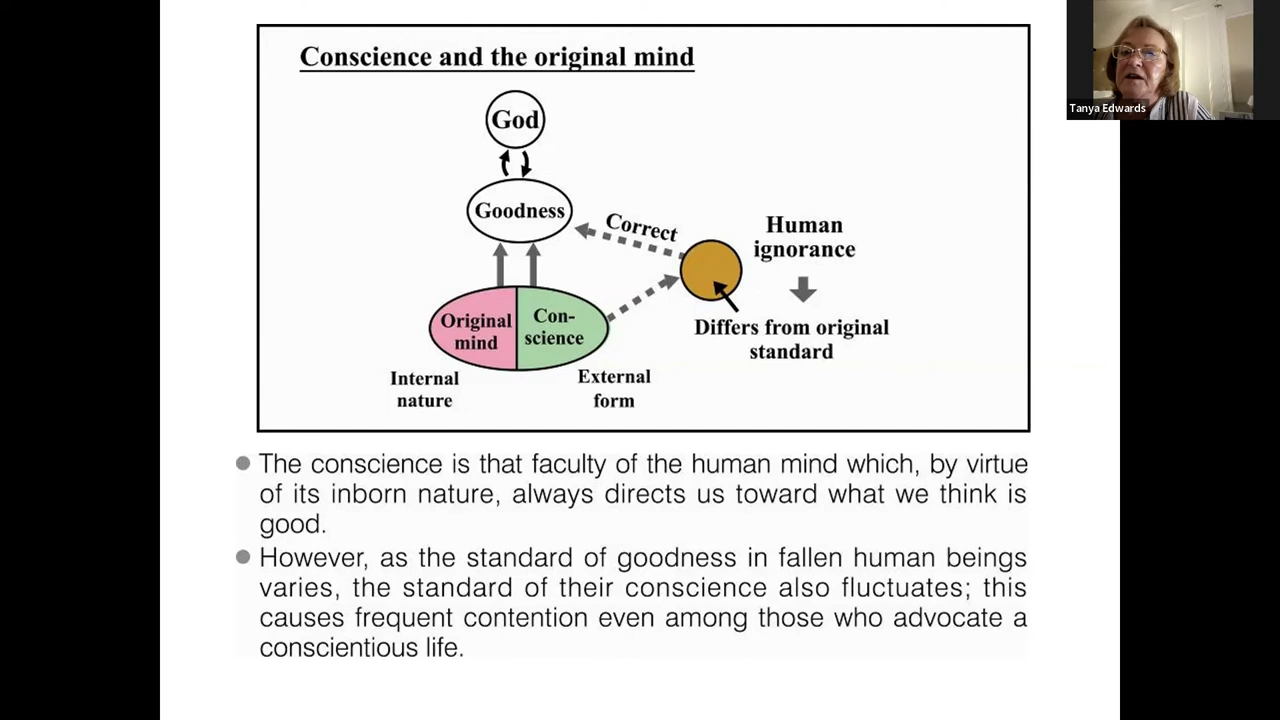 Conscience and the original mind
God
Goodness
Correct
Human
ignorance
Original
mind
Con-
science
Differs from original
standard
Internal
nature
External
form
The conscience is that faculty of the human mind which, by virtue
of its inborn nature, always directs us toward what we think is
good.
However, as the standard of goodness in fallen human beings
varies, the standard of their conscience also fluctuates; this
causes frequent contention even among those who advocate a
conscientious life.
Tanya Edwards